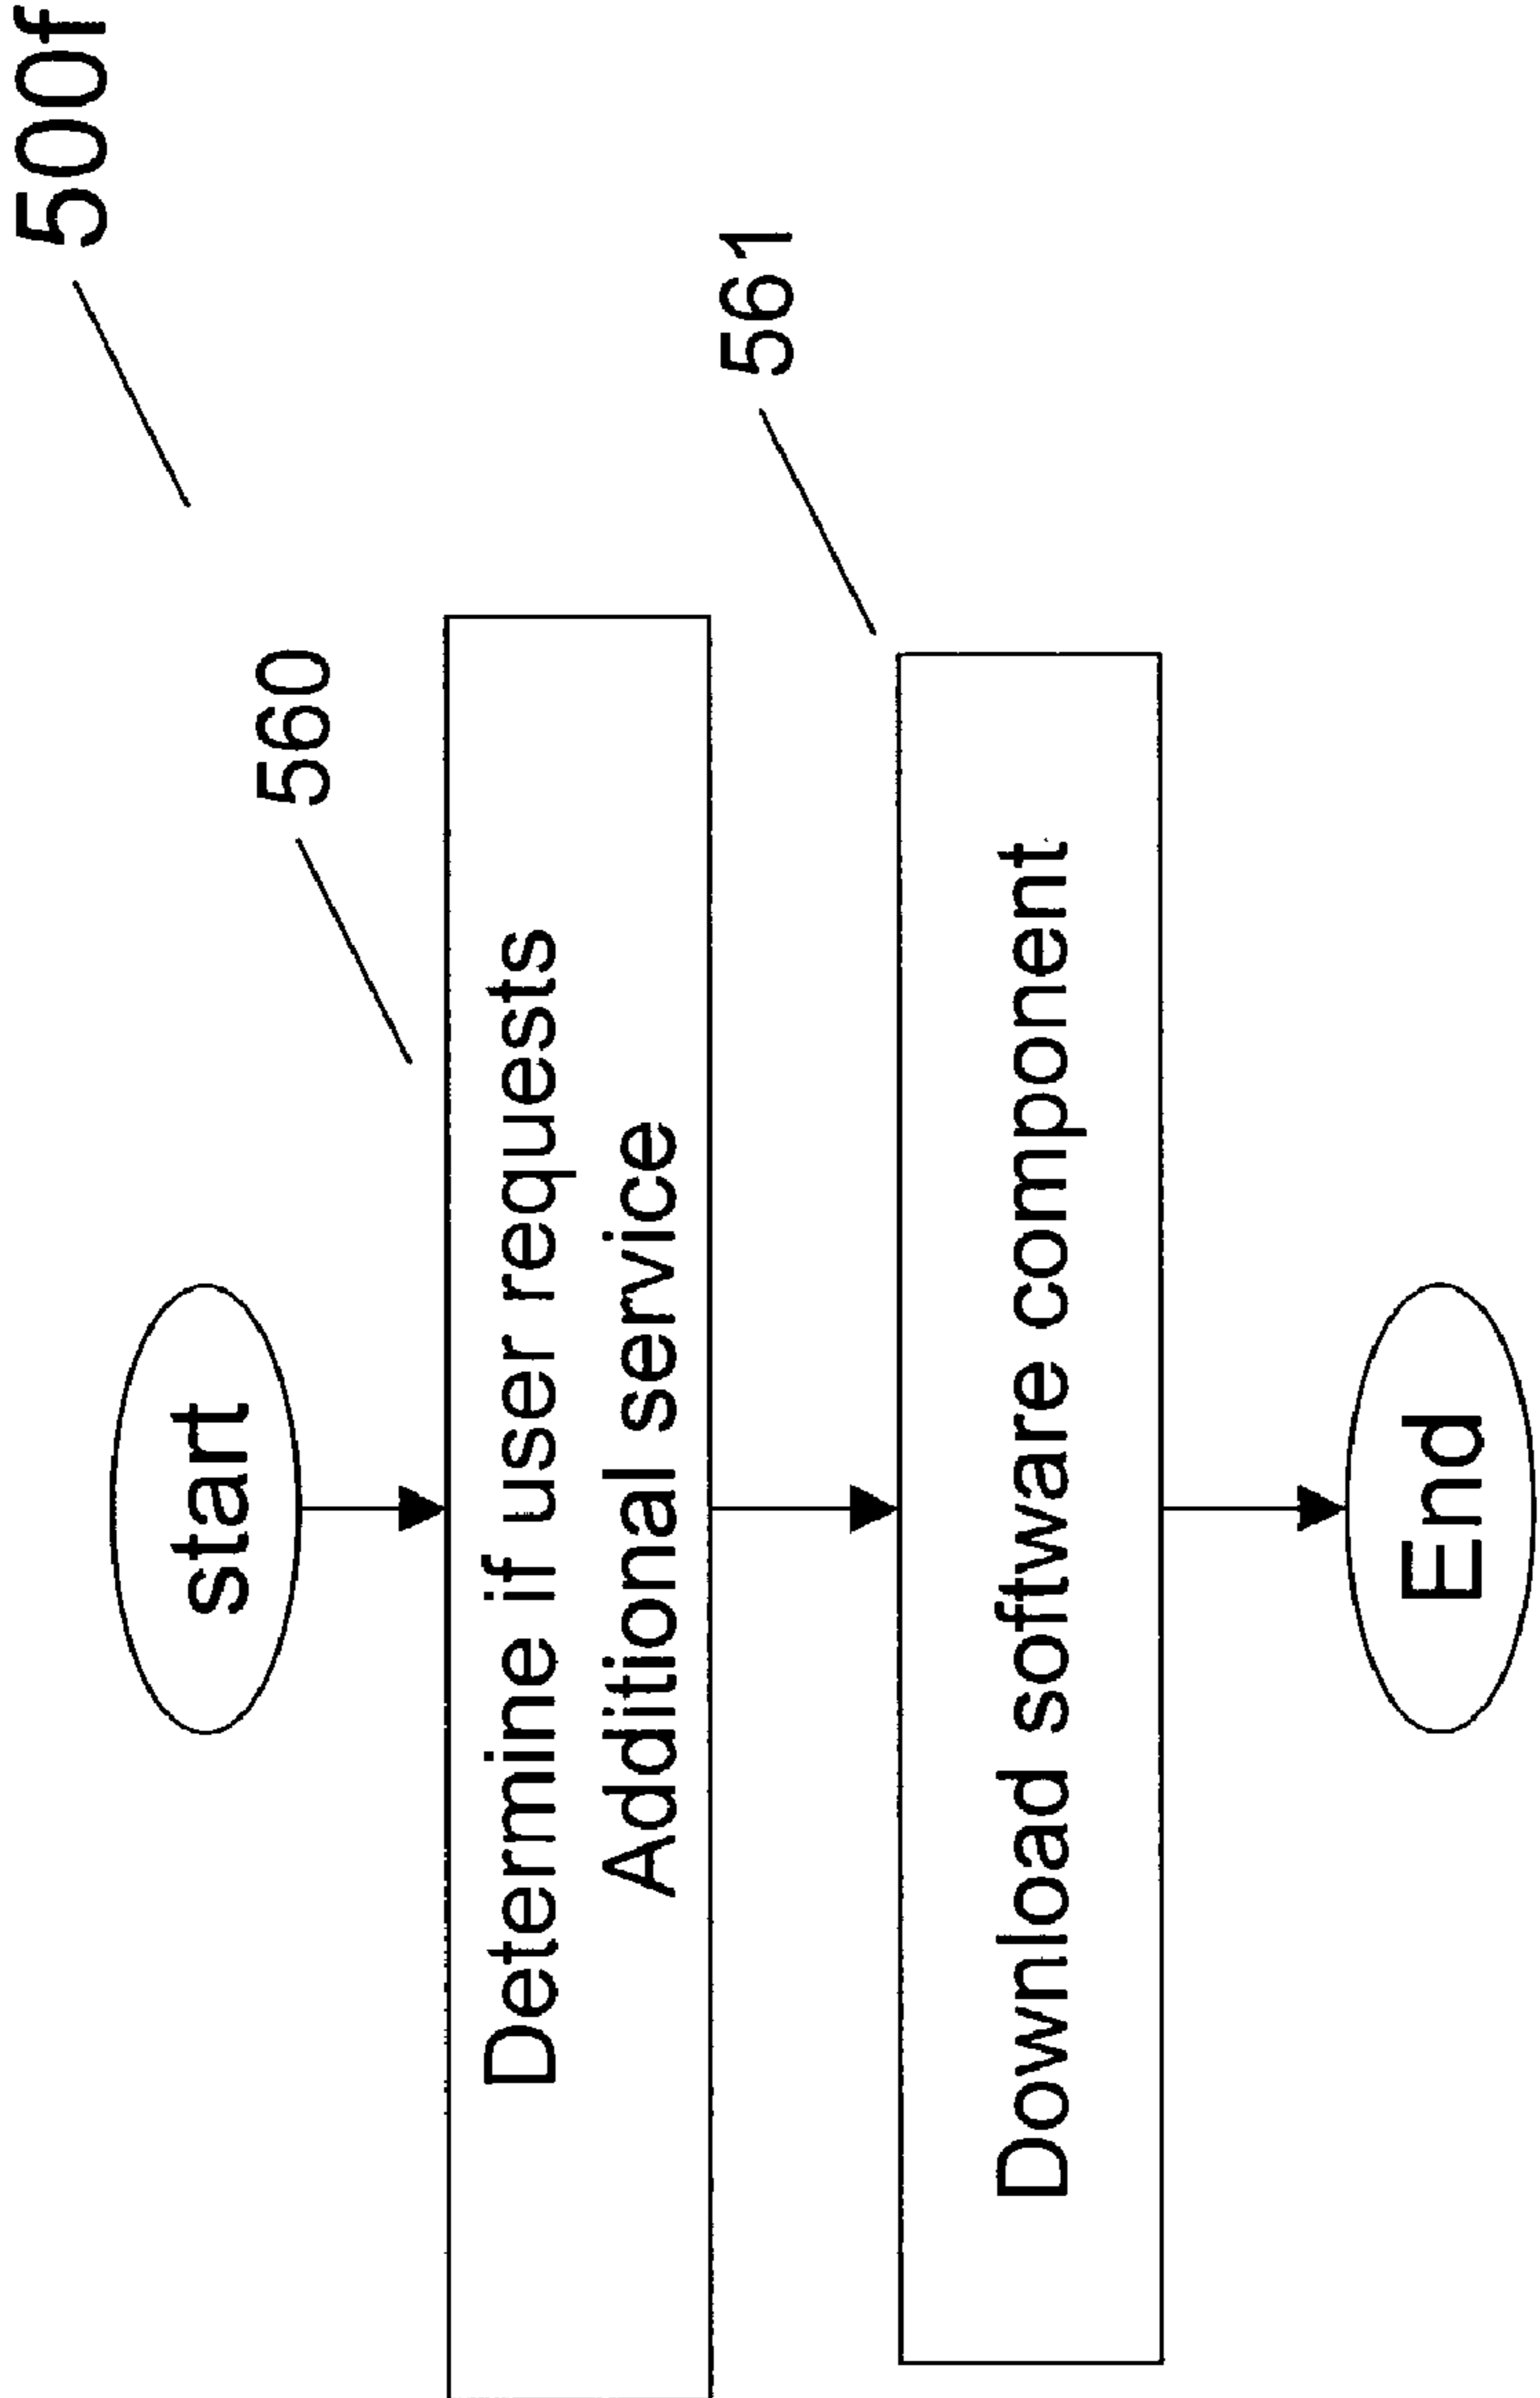 500f
start
560
Determine if user requests
Additional service
561
Download software component
End